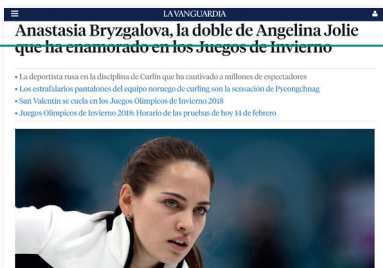 LAVANGUARDIA
Anastasia Bryzgalova, la doble de Angelina Jolie
que ha enamorado en los Juegos de Invierno
• La deportista rusa en la disciplina de Curlin que ha cautivado a millones de espectadores
• Los estrafalarios pantalones del equipo noruego de curling son la sensación de Pyeongchnag
• San Valentín se cuela en los Juegos Olímpicos de Invierno 2018
• Juegos Olímpicos de Invierno 2018: Horario de las pruebas de hoy 14 de febrero